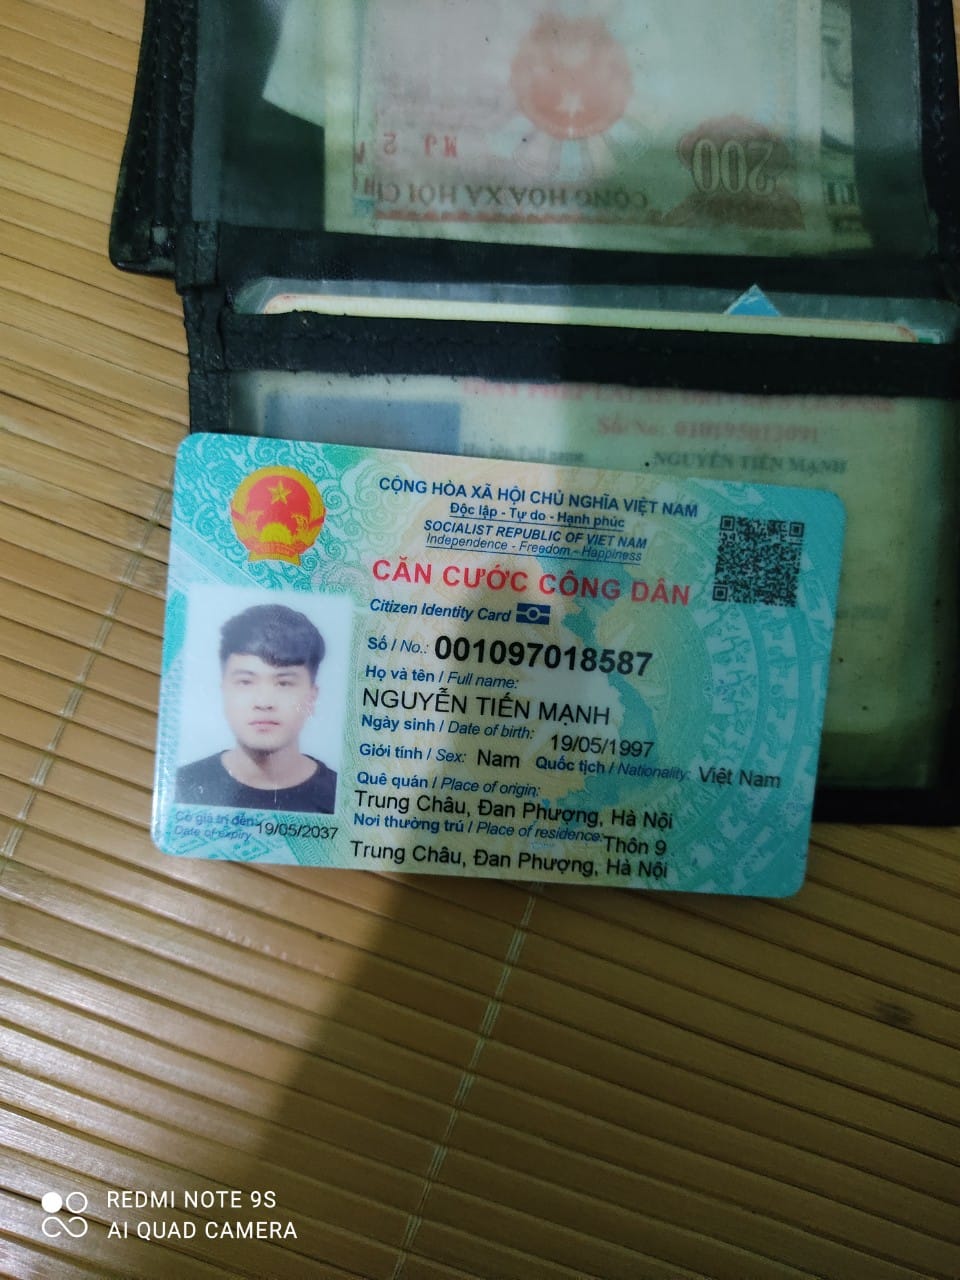 200
CỘNG HÒA XÃ HỘI CH
CỘNG HÒA XÃ HỘI CHỦ NGHĨA VIỆT NAM
Độc lập - Tự do - Hạnh phúc
SOCIALIST REPUBLIC OF VIET NAM
Independence - Freedom - Happiness
CĂN CƯỚC CÔNG DÂN
Citizen Identity Card
Số / No.: 001097018587
Họ và tên / Full name:
NGUYỄN TIẾN MẠNH
Ngày sinh / Date of birth: 19/05/1997
Giới tính / Sex: Nam Quốc tịch / Nationality: Việt Nam
Quê quán / Place of origin:
Trung Châu, Đan Phượng, Hà Nội
Nơi thường trú / Place of residence: Thôn 9
Trung Châu, Đan Phượng, Hà Nội
Có giá trị đến:
Date of expiry 19/05/2037
Số/No:
NGUYỄN TIẾN MẠNH
REDMI NOTE 9S
AI QUAD CAMERA